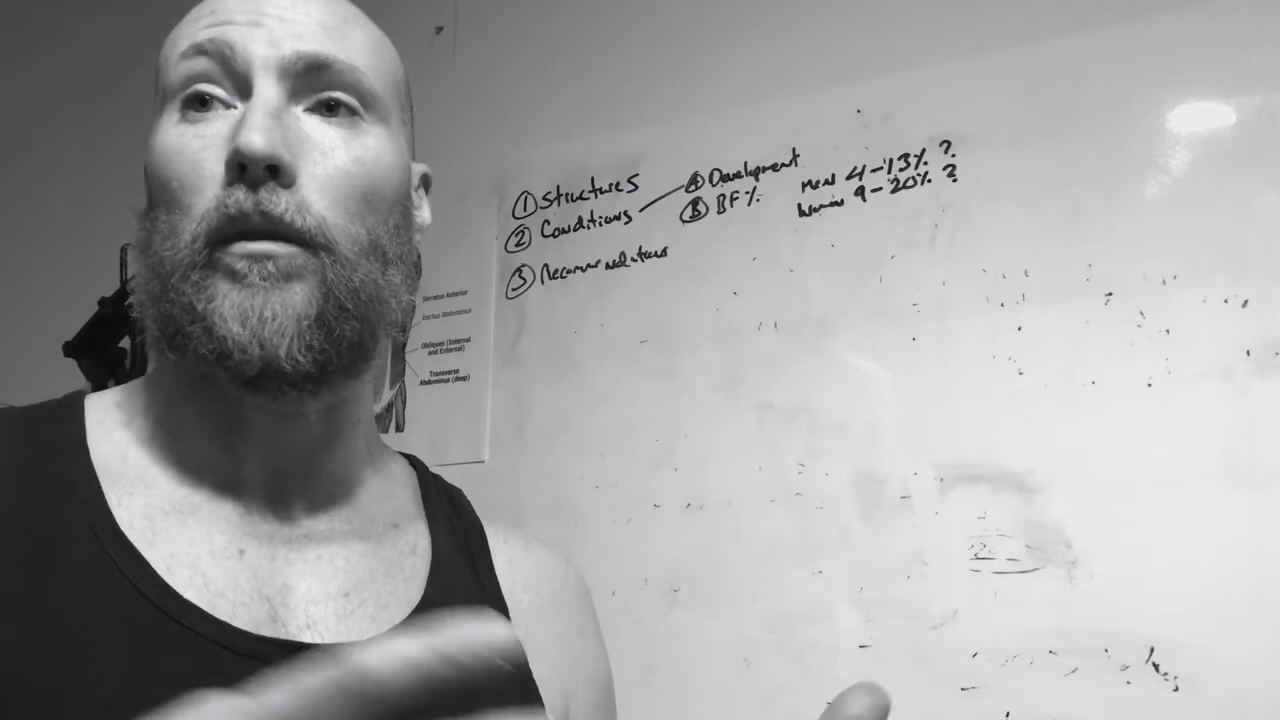 ① Structures
② Conditions
Ⓐ Development
Ⓑ BF%
Men 4-13% ?
Women 9-20% ?
③ Recommendations
Serratus Anterior
Rectus Abdominus
Obliques (Internal
and External)
Transverse
Abdominus (deep)